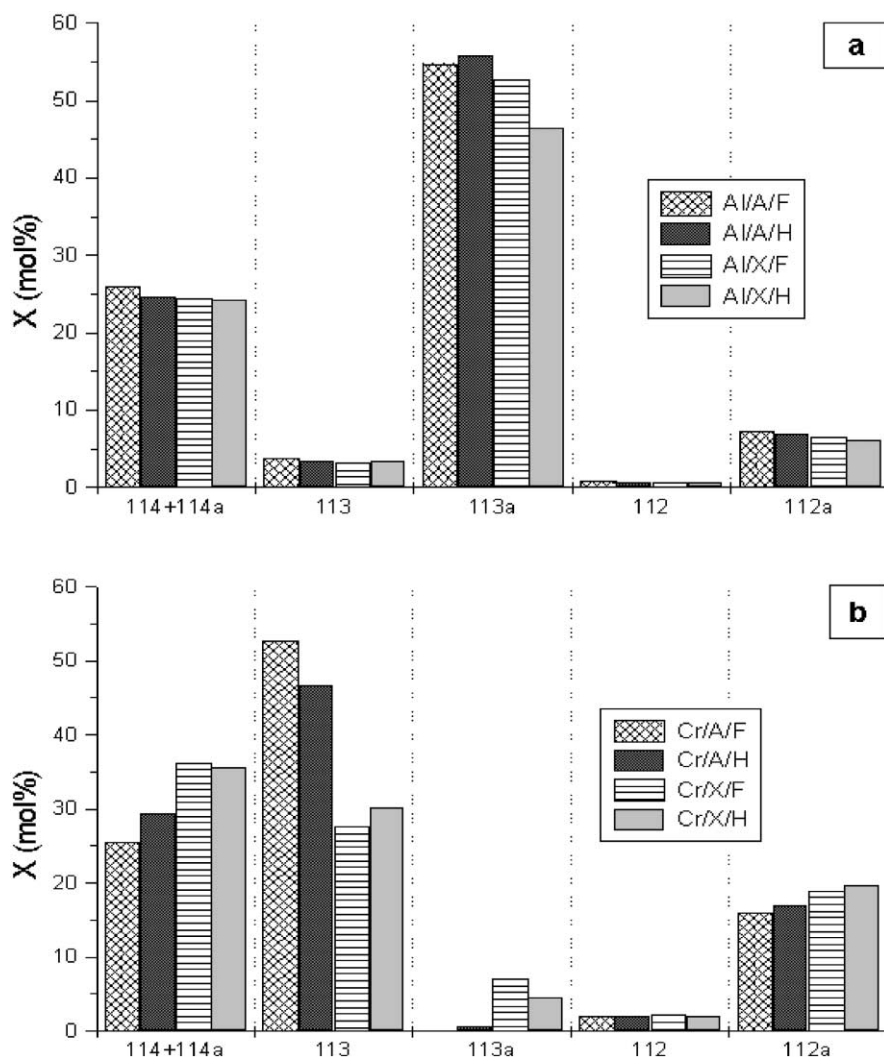 60
a
50
40
30
20
10
0
X (mol%)
Al/A/F
Al/A/H
Al/X/F
Al/X/H
114+114a 113 113a 112 112a
60
b
50
40
30
20
10
0
X (mol%)
Cr/A/F
Cr/A/H
Cr/X/F
Cr/X/H
114+114a 113 113a 112 112a